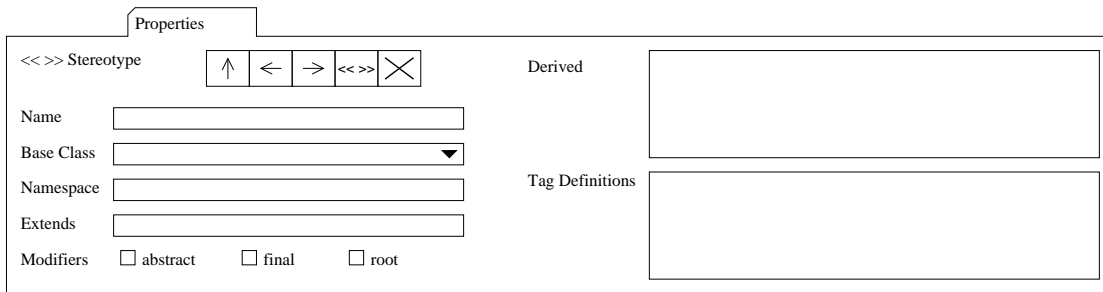 Properties
<< >> Stereotype
<< >>
Name
Base Class
Namespace
Extends
Modifiers abstract final root
Derived
Tag Definitions